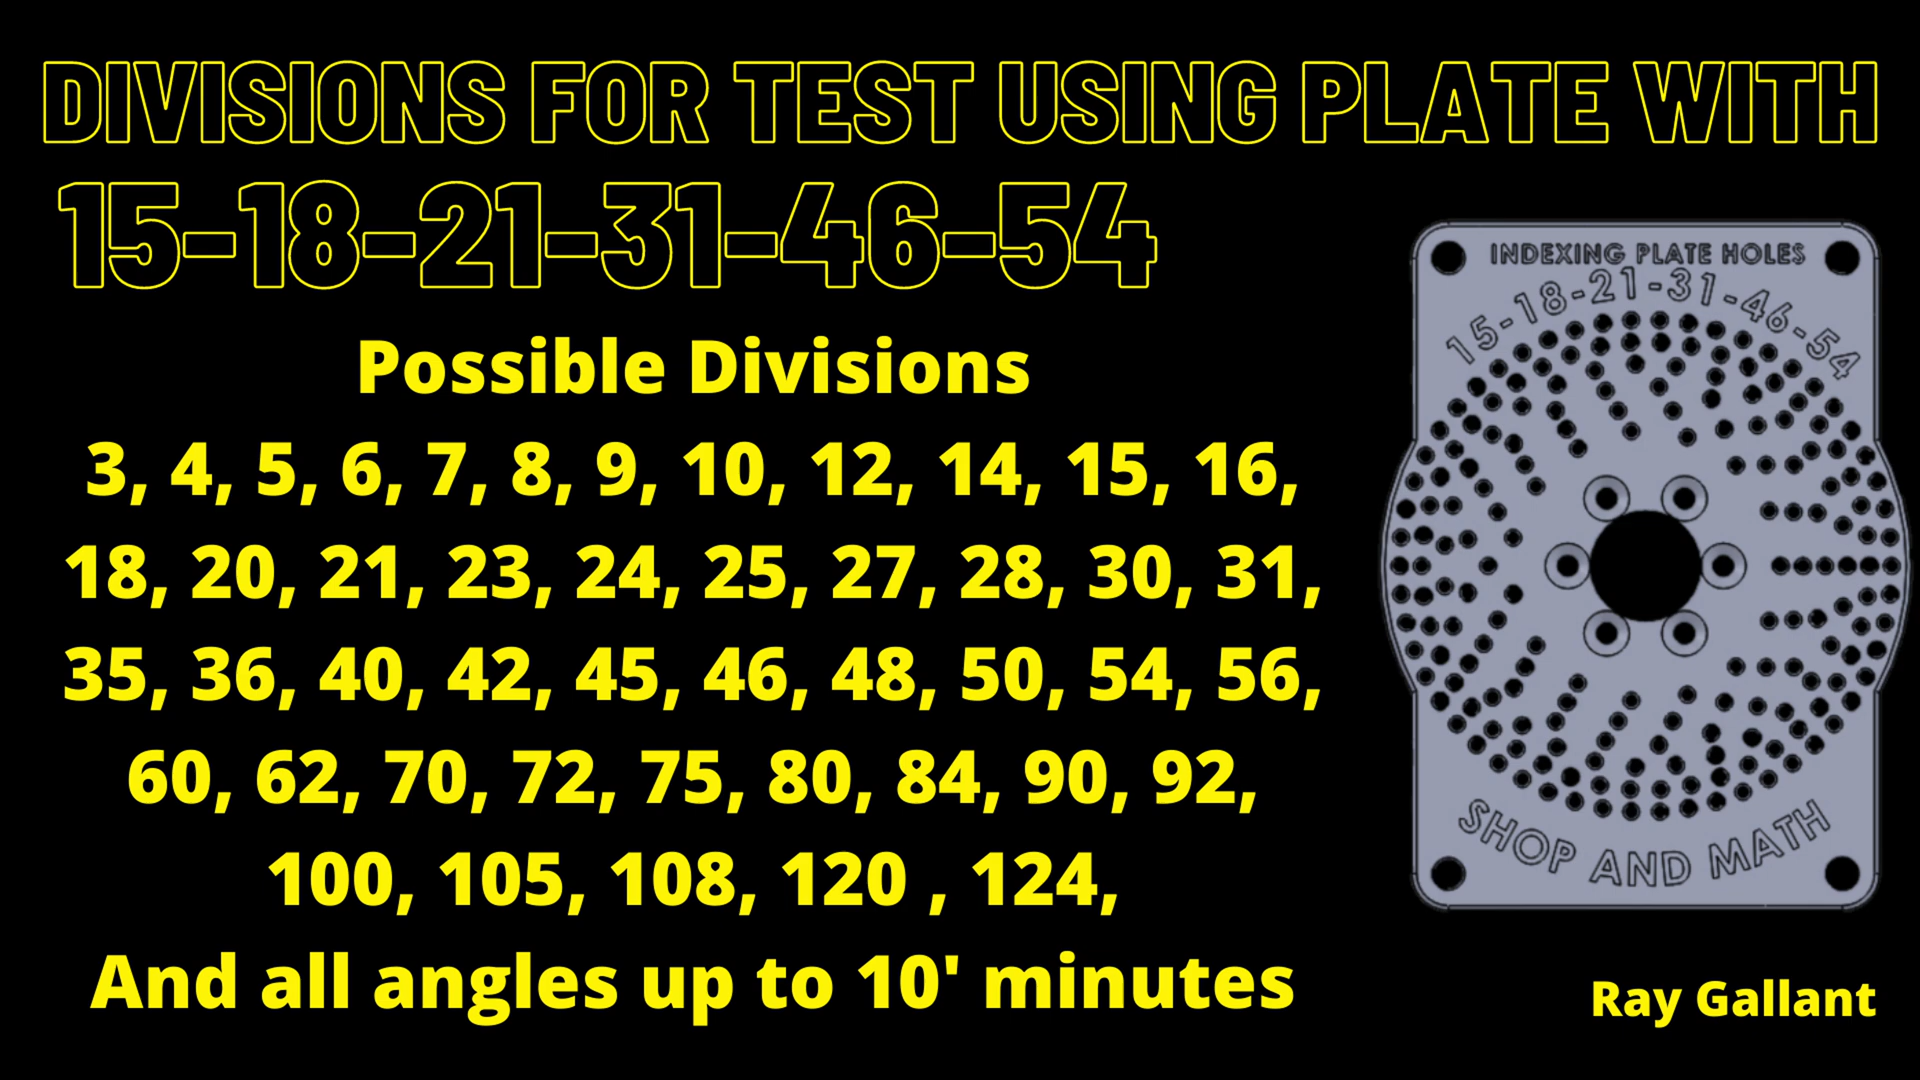 DIVISIONS FOR TEST USING PLATE WITH
15-18-21-31-46-54
Possible Divisions
3, 4, 5, 6, 7, 8, 9, 10, 12, 14, 15, 16,
18, 20, 21, 23, 24, 25, 27, 28, 30, 31,
35, 36, 40, 42, 45, 46, 48, 50, 54, 56,
60, 62, 70, 72, 75, 80, 84, 90, 92,
100, 105, 108, 120 , 124,
And all angles up to 10' minutes
INDEXING PLATE HOLES
15-18-21-31-46-54
SHOP AND MATH
Ray Gallant